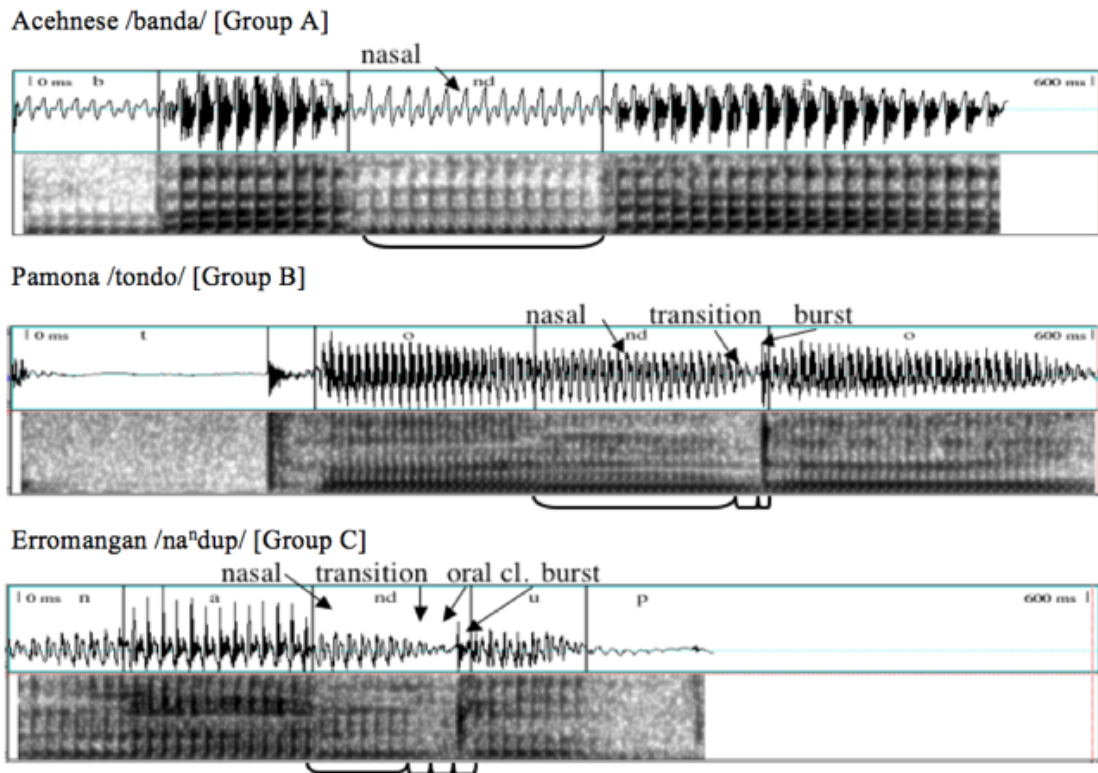 Acehnese /banda/ [Group A]
nasal
0 ms b a nd a 600 ms
Pamona /tondo/ [Group B]
nasal transition burst
0 ms t o nd o 600 ms
Erromangan /naⁿdup/ [Group C]
nasal transition oral cl. burst
0 ms n a nd u p 600 ms